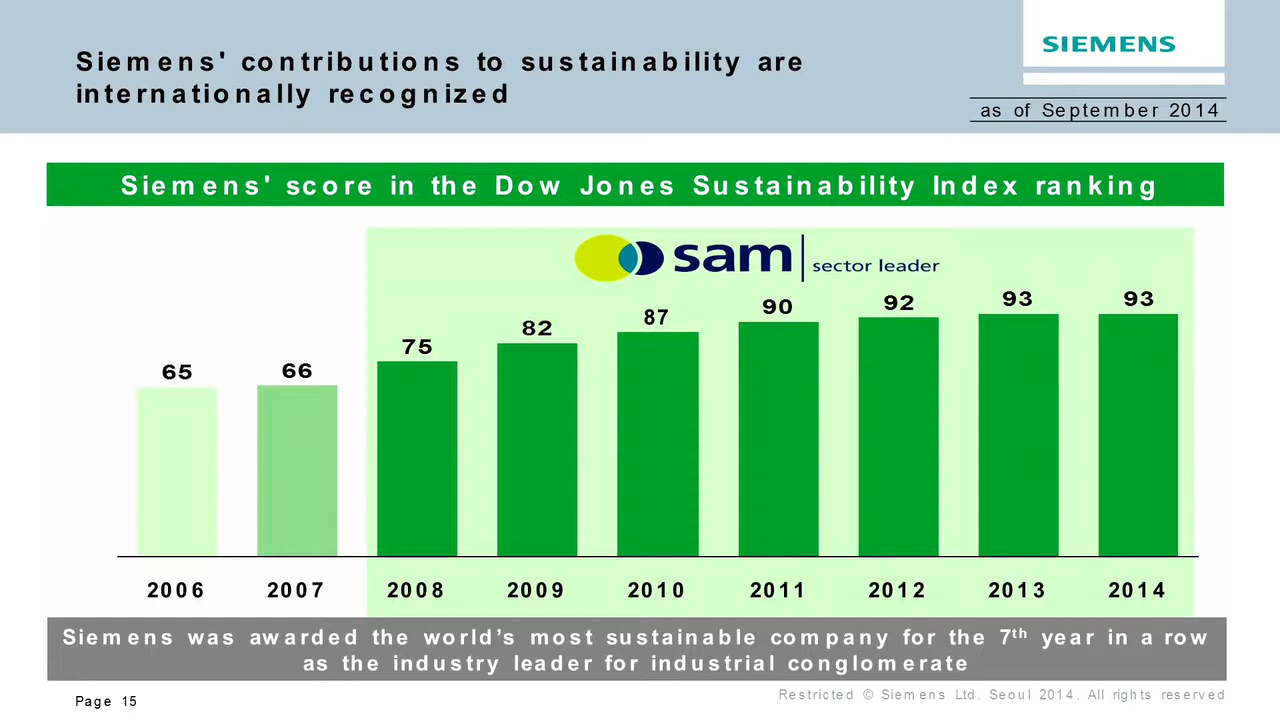 SIEMENS
Siemens' contributions to sustainability are
internationally recognized
as of September 2014
Siemens' score in the Dow Jones Sustainability Index ranking
sam sector leader
65 66 75 82 87 90 92 93 93
2006 2007 2008 2009 2010 2011 2012 2013 2014
Siemens was awarded the world’s most sustainable company for the 7th year in a row
as the industry leader for industrial conglomerate
Page 15
Restricted © Siemens Ltd. Seoul 2014. All rights reserved